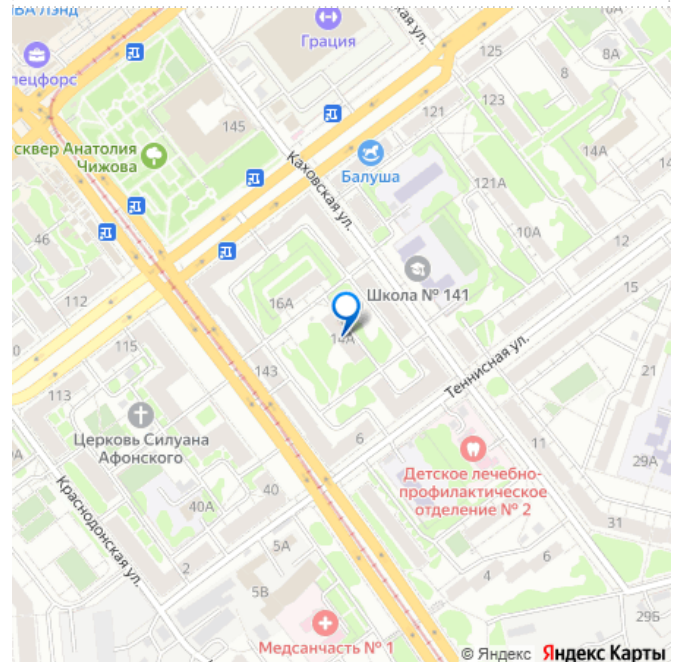 ИВА ЛЭНД
Грация
ская ул.
125
10А
8
8А
пецфорс
145
121
123
сквер Анатолия
Чижова
Каховская ул.
Балуша
14А
121А
46
10А
12
Школа № 141
16А
15
112
14А
115
143
Теннисная ул.
21
113
6
Церковь Силуана
Афонского
11
29А
Детское лечебно-
профилактическое
отделение № 2
40
40А
Краснодонская ул.
31
5А
2
6
4
5В
29Б
Медсанчасть № 1
© Яндекс Яндекс Карты